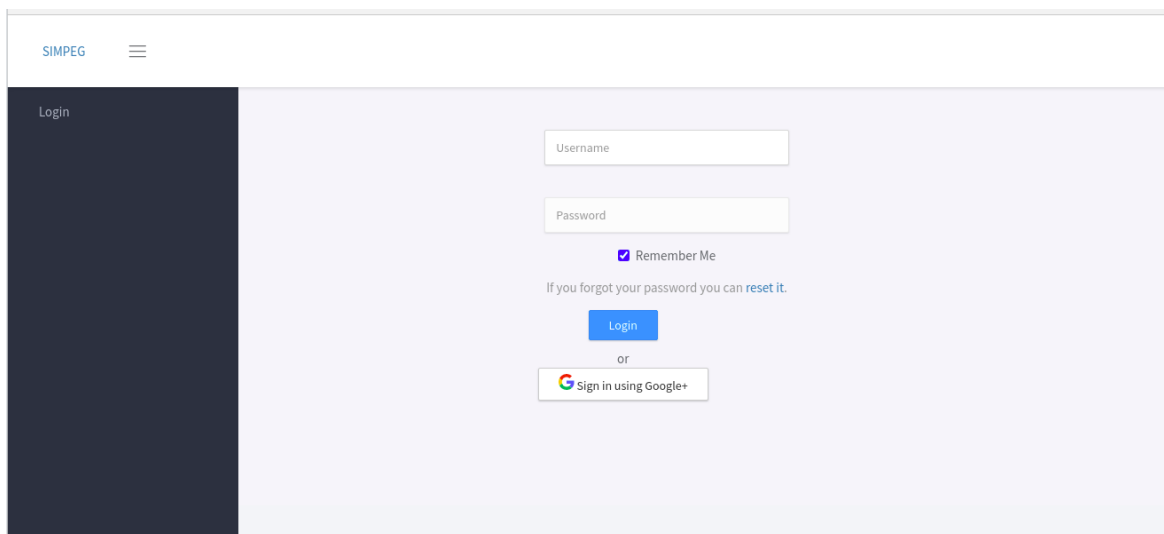 SIMPEG
Login
Username
Password
Remember Me
If you forgot your password you can reset it.
Login
or
Sign in using Google+